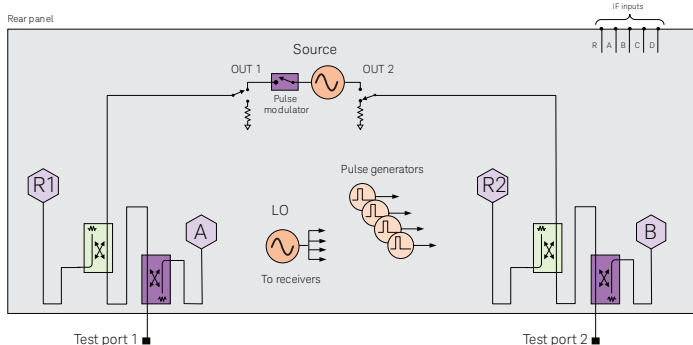 IF inputs
Rear panel
R A B C D
Source
OUT 1
OUT 2
Pulse
modulator
Pulse generators
R1
R2
LO
A
B
To receivers
Test port 1
Test port 2